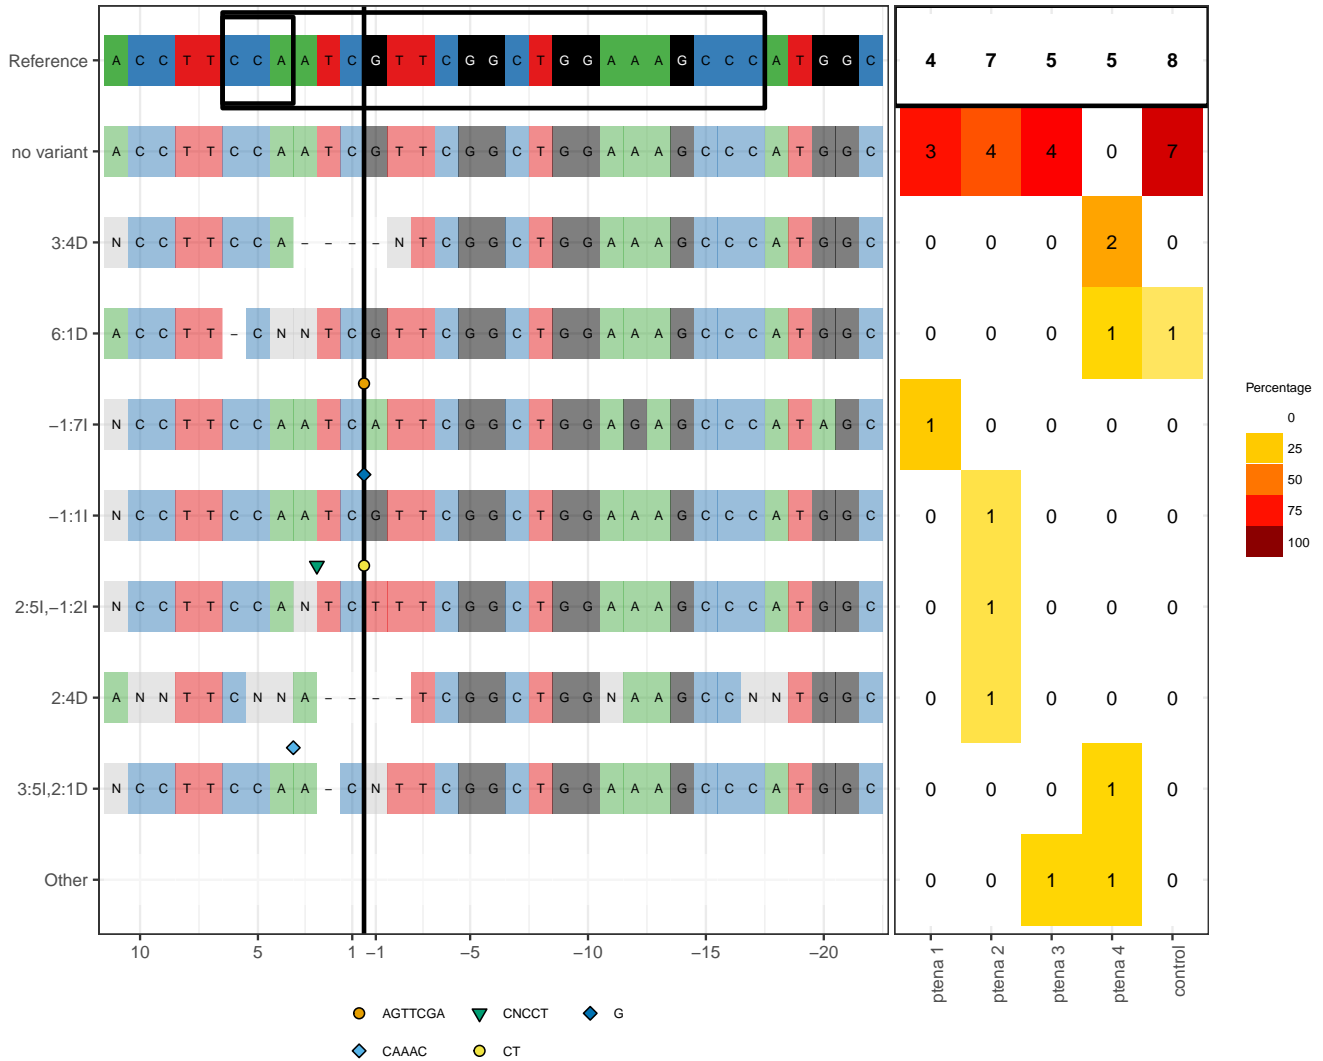 Reference A C C T T C C A A T C G T T C G G C T G G A A A G C C C A T G G C 4 7 5 5 8
no variant A C C T T C C A A T C G T T C G G C T G G A A A G C C C A T G G C 3 4 4 0 7
3:4D N C C T T C C A - - - - N T C G G C T G G A A A G C C C A T G G C 0 0 0 2 0
6:1D A C C T T - C N N T C G T T C G G C T G G A A A G C C C A T G G C 0 0 0 1 1
-1:7I N C C T T C C A A T C A T T C G G C T G G A G A G C C C A T A G C 1 0 0 0 0
-1:1I N C C T T C C A A T C G T T C G G C T G G A A A G C C C A T G G C 0 1 0 0 0
2:5I,-1:2I N C C T T C C A N T C T T T C G G C T G G A A A G C C C A T G G C 0 1 0 0 0
2:4D A N N T T C N N A - - - - T C G G C T G G N A A G C C N N T G G C 0 1 0 0 0
3:5I,2:1D N C C T T C C A A - C N T T C G G C T G G A A A G C C C A T G G C 0 0 0 1 0
Other 0 0 1 1 0
10 5 1 -1 -5 -10 -15 -20
ptena 1
ptena 2
ptena 3
ptena 4
control
Percentage
0
25
50
75
100
AGTTCGA CNCCT G
CAAAC CT